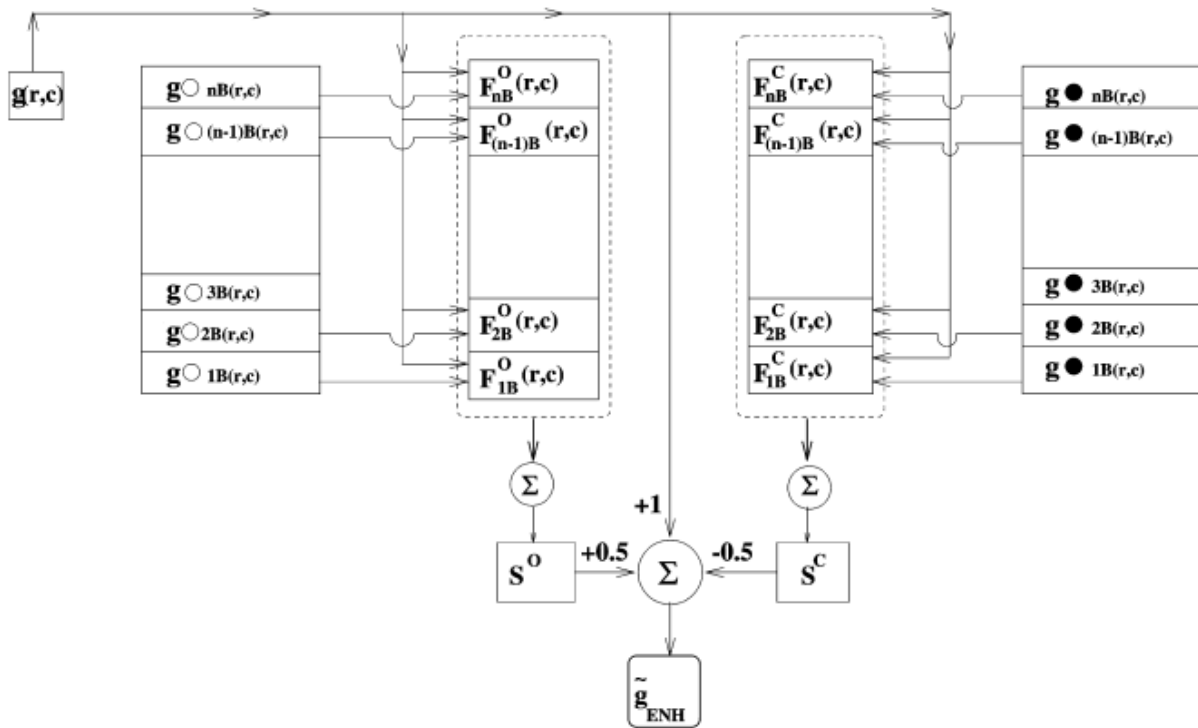 g(r,c)
g○ nB(r,c)
g○ (n-1)B(r,c)
g○ 3B(r,c)
g○ 2B(r,c)
g○ 1B(r,c)
F^O_nB (r,c)
F^O_(n-1)B (r,c)
F^O_2B (r,c)
F^O_1B (r,c)
F^C_nB (r,c)
F^C_(n-1)B (r,c)
F^C_2B (r,c)
F^C_1B (r,c)
g● nB(r,c)
g● (n-1)B(r,c)
g● 3B(r,c)
g● 2B(r,c)
g● 1B(r,c)
Σ
Σ
+1
S^O
+0.5
Σ
-0.5
S^C
g̃_ENH